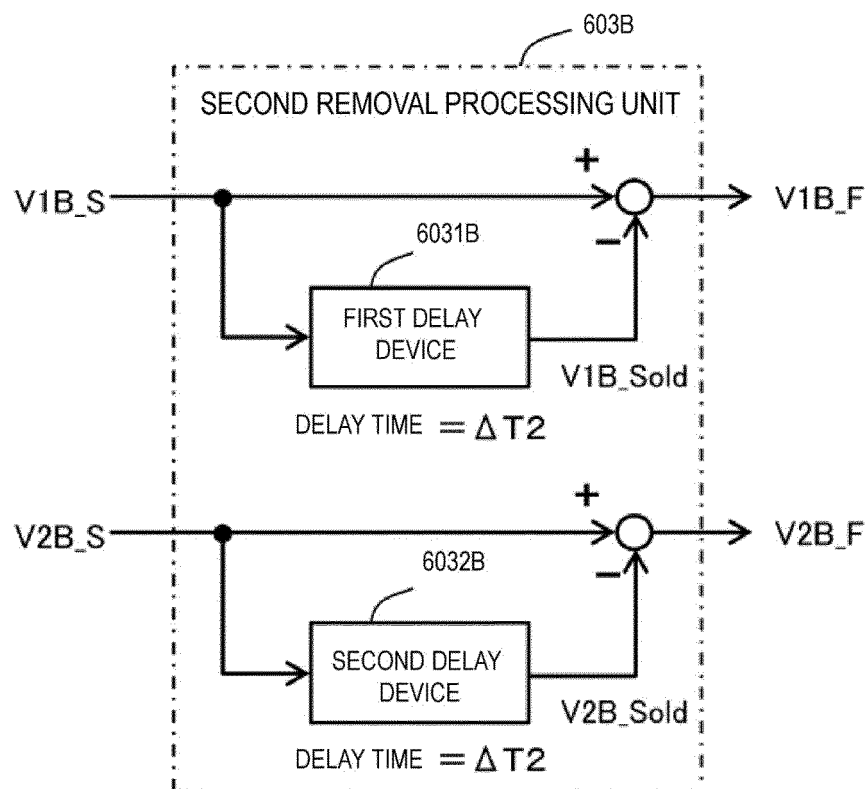 603B
SECOND REMOVAL PROCESSING UNIT
V1B_S
+
V1B_F
−
6031B
FIRST DELAY
DEVICE
V1B_Sold
DELAY TIME = ΔT2
V2B_S
+
V2B_F
−
6032B
SECOND DELAY
DEVICE
V2B_Sold
DELAY TIME = ΔT2